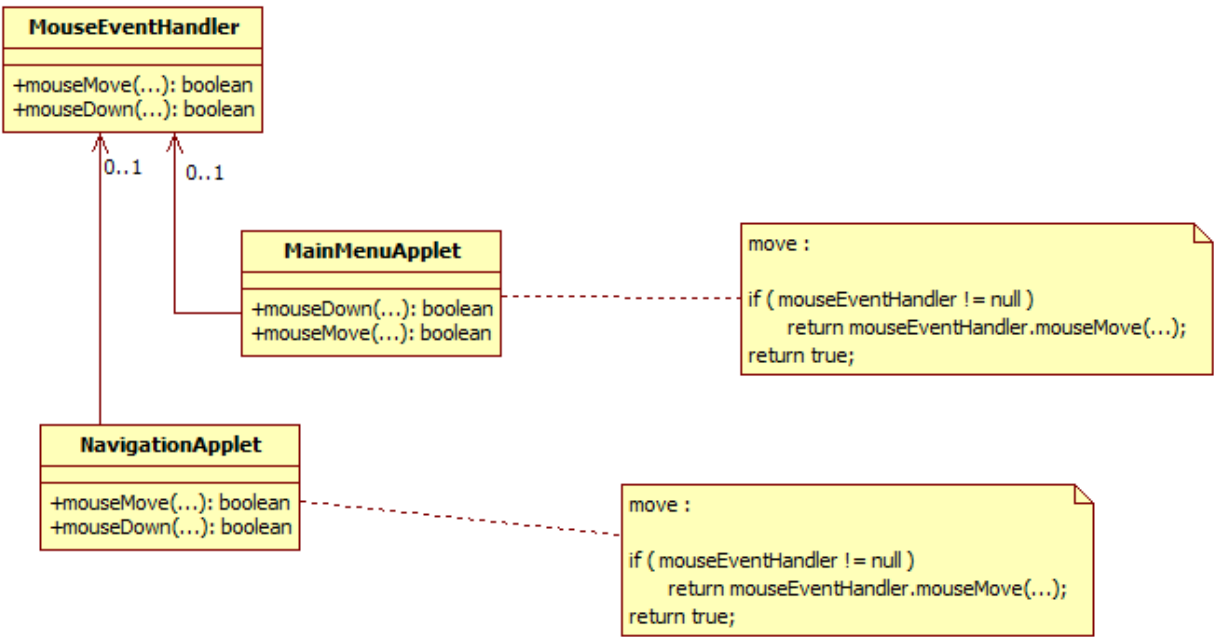 MouseEventHandler
+mouseMove(...): boolean
+mouseDown(...): boolean
0..1
0..1
MainMenuApplet
+mouseDown(...): boolean
+mouseMove(...): boolean
move :
if ( mouseEventHandler != null )
return mouseEventHandler.mouseMove(...);
return true;
NavigationApplet
+mouseMove(...): boolean
+mouseDown(...): boolean
move :
if ( mouseEventHandler != null )
return mouseEventHandler.mouseMove(...);
return true;